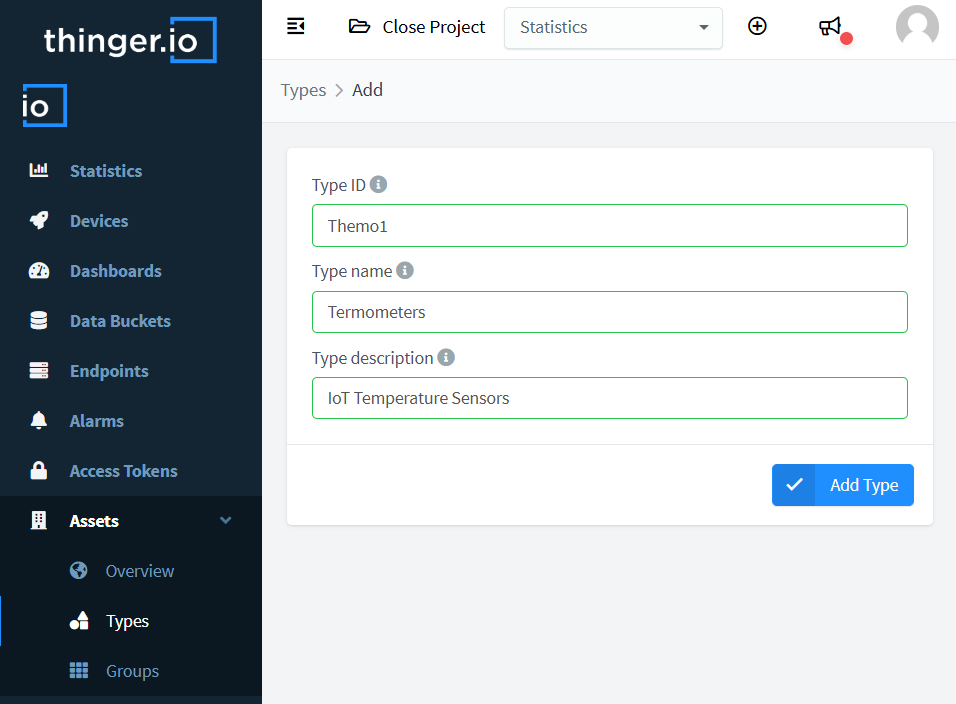 thinger.io
io
Statistics
Devices
Dashboards
Data Buckets
Endpoints
Alarms
Access Tokens
Assets
Overview
Types
Groups
Close Project
Statistics
Types > Add
Type ID
Themo1
Type name
Termometers
Type description
IoT Temperature Sensors
Add Type